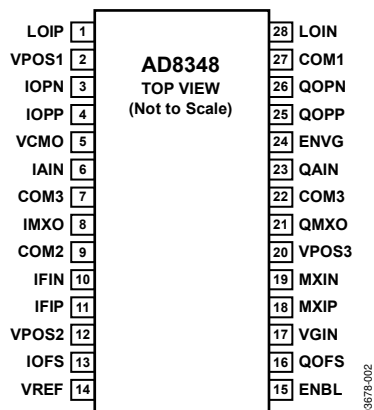 AD8348
TOP VIEW
(Not to Scale)
LOIP 1
VPOS1 2
IOPN 3
IOPP 4
VCMO 5
IAIN 6
COM3 7
IMXO 8
COM2 9
IFIN 10
IFIP 11
VPOS2 12
IOFS 13
VREF 14
28 LOIN
27 COM1
26 QOPN
25 QOPP
24 ENVG
23 QAIN
22 COM3
21 QMXO
20 VPOS3
19 MXIN
18 MXIP
17 VGIN
16 QOFS
15 ENBL
3678-002